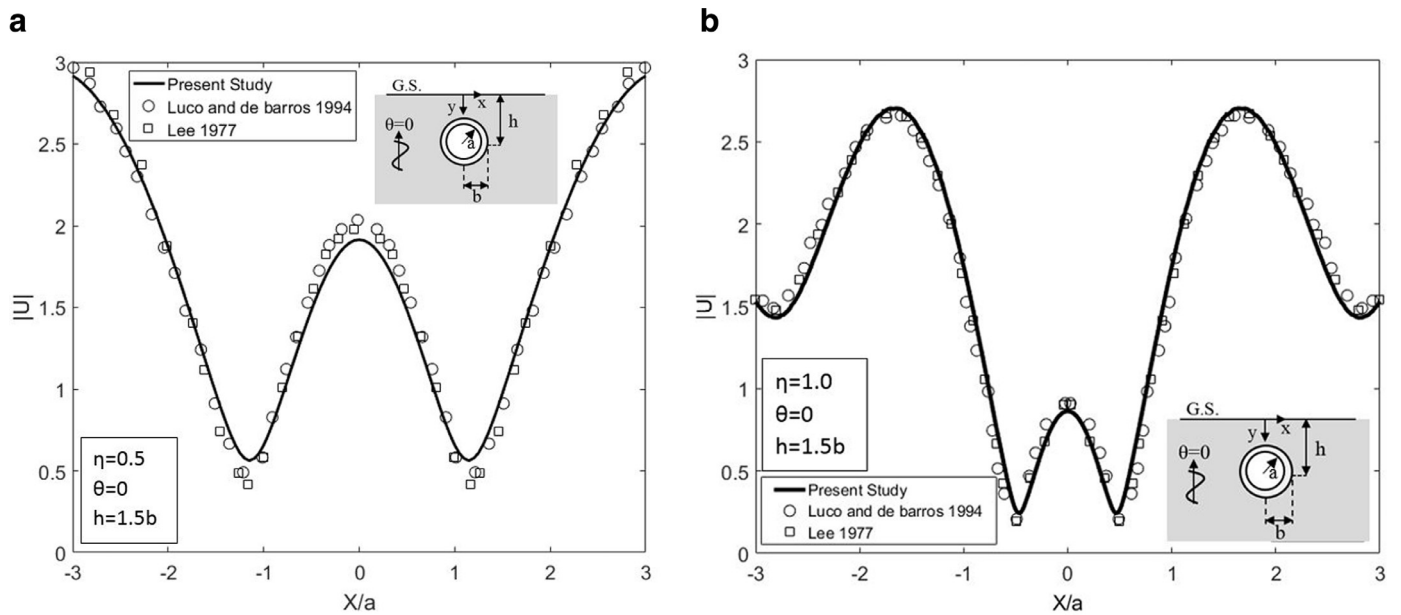 a
3
2.5
2
1.5
1
0.5
0
|U|
-3 -2 -1 0 1 2 3
X/a
Present Study
Luco and de barros 1994
Lee 1977
G.S.
x
y
h
θ=0
a
b
η=0.5
θ=0
h=1.5b
b
3
2.5
2
1.5
1
0.5
0
|U|
-3 -2 -1 0 1 2 3
X/a
η=1.0
θ=0
h=1.5b
Present Study
Luco and de barros 1994
Lee 1977
G.S.
x
y
h
θ=0
a
b